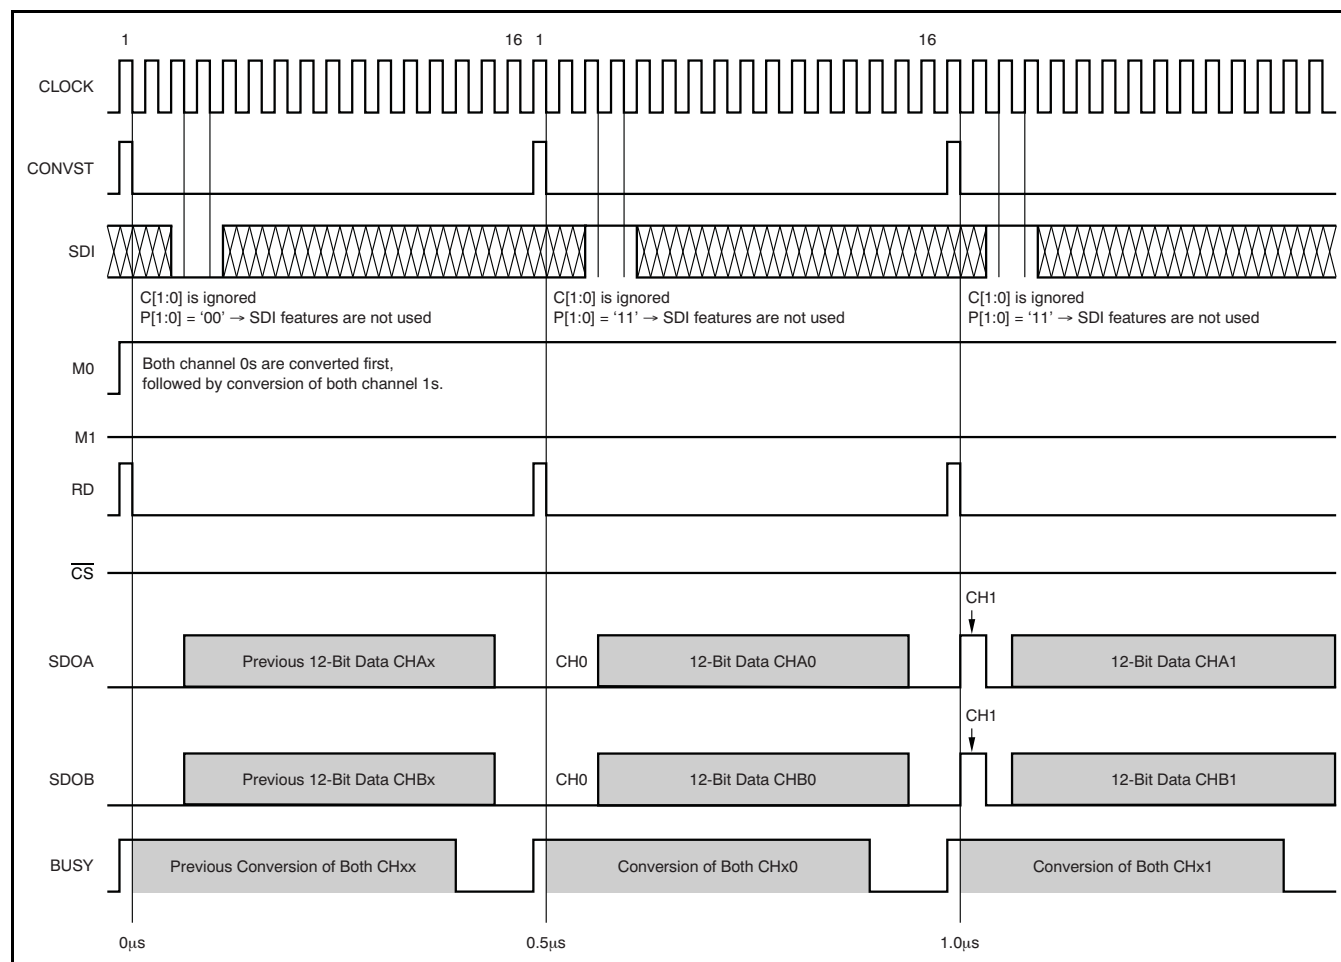 1 16 1 16
CLOCK
CONVST
SDI
C[1:0] is ignored
P[1:0] = ‘00’ → SDI features are not used
C[1:0] is ignored
P[1:0] = ‘11’ → SDI features are not used
C[1:0] is ignored
P[1:0] = ‘11’ → SDI features are not used
M0
Both channel 0s are converted first,
followed by conversion of both channel 1s.
M1
RD
CS
CH1
SDOA Previous 12-Bit Data CHAx CH0 12-Bit Data CHA0 12-Bit Data CHA1
CH1
SDOB Previous 12-Bit Data CHBx CH0 12-Bit Data CHB0 12-Bit Data CHB1
BUSY Previous Conversion of Both CHxx Conversion of Both CHx0 Conversion of Both CHx1
0µs 0.5µs 1.0µs